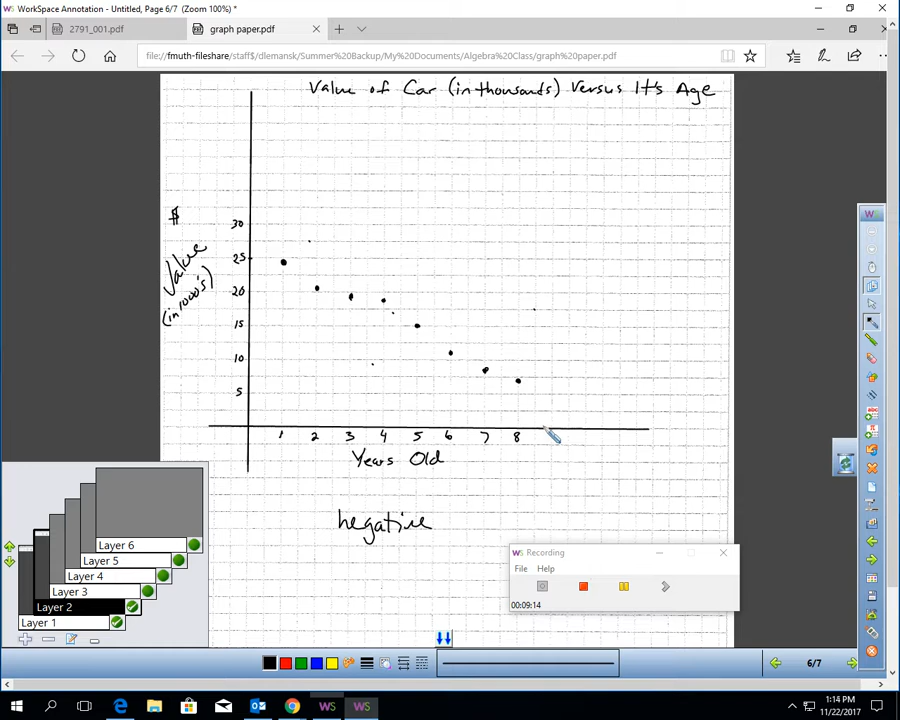 WorkSpace Annotation - Untitled, Page 6/7 (Zoom 100%) *
2791_001.pdf
graph paper.pdf
file://fmuth-fileshare/staff$/dlemansk/Summer%20Backup/My%20Documents/Algebra%20Class/graph%20paper.pdf
Value of Car (in thousands) Versus It's Age
$
Value
(in 1000's)
30
25
20
15
10
5
1 2 3 4 5 6 7 8
Years Old
negative
Layer 6
Layer 5
Layer 4
Layer 3
Layer 2
Layer 1
WS Recording
File Help
00:09:14
6/7
1:14 PM
11/22/2017